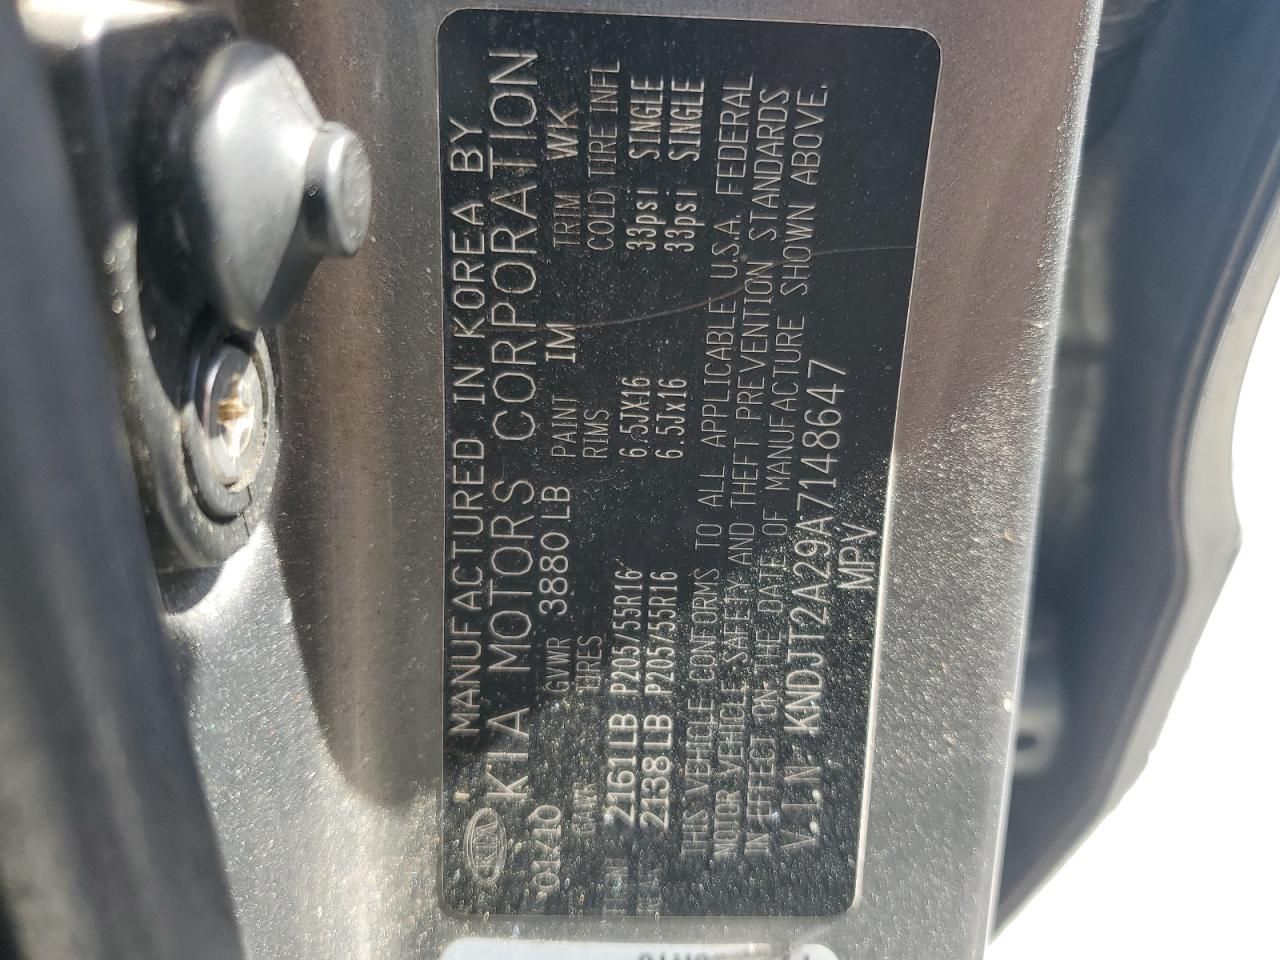 MANUFACTURED IN KOREA BY
KIA KIA MOTORS CORPORATION
01/10 GVWR 3880LB PAINT IM TRIM WK
GAWR TIRES RIMS COLD TIRE INFL
2161LB P205/55R16 6.5JX16 33psi SINGLE
2138LB P205/55R16 6.5Jx16 33psi SINGLE
THIS VEHICLE CONFORMS TO ALL APPLICABLE U.S.A. FEDERAL
MOTOR VEHICLE SAFETY AND THEFT PREVENTION STANDARDS
IN EFFECT ON THE DATE OF MANUFACTURE SHOWN ABOVE.
V.I.N KNDJT2A29A7148647
MPV